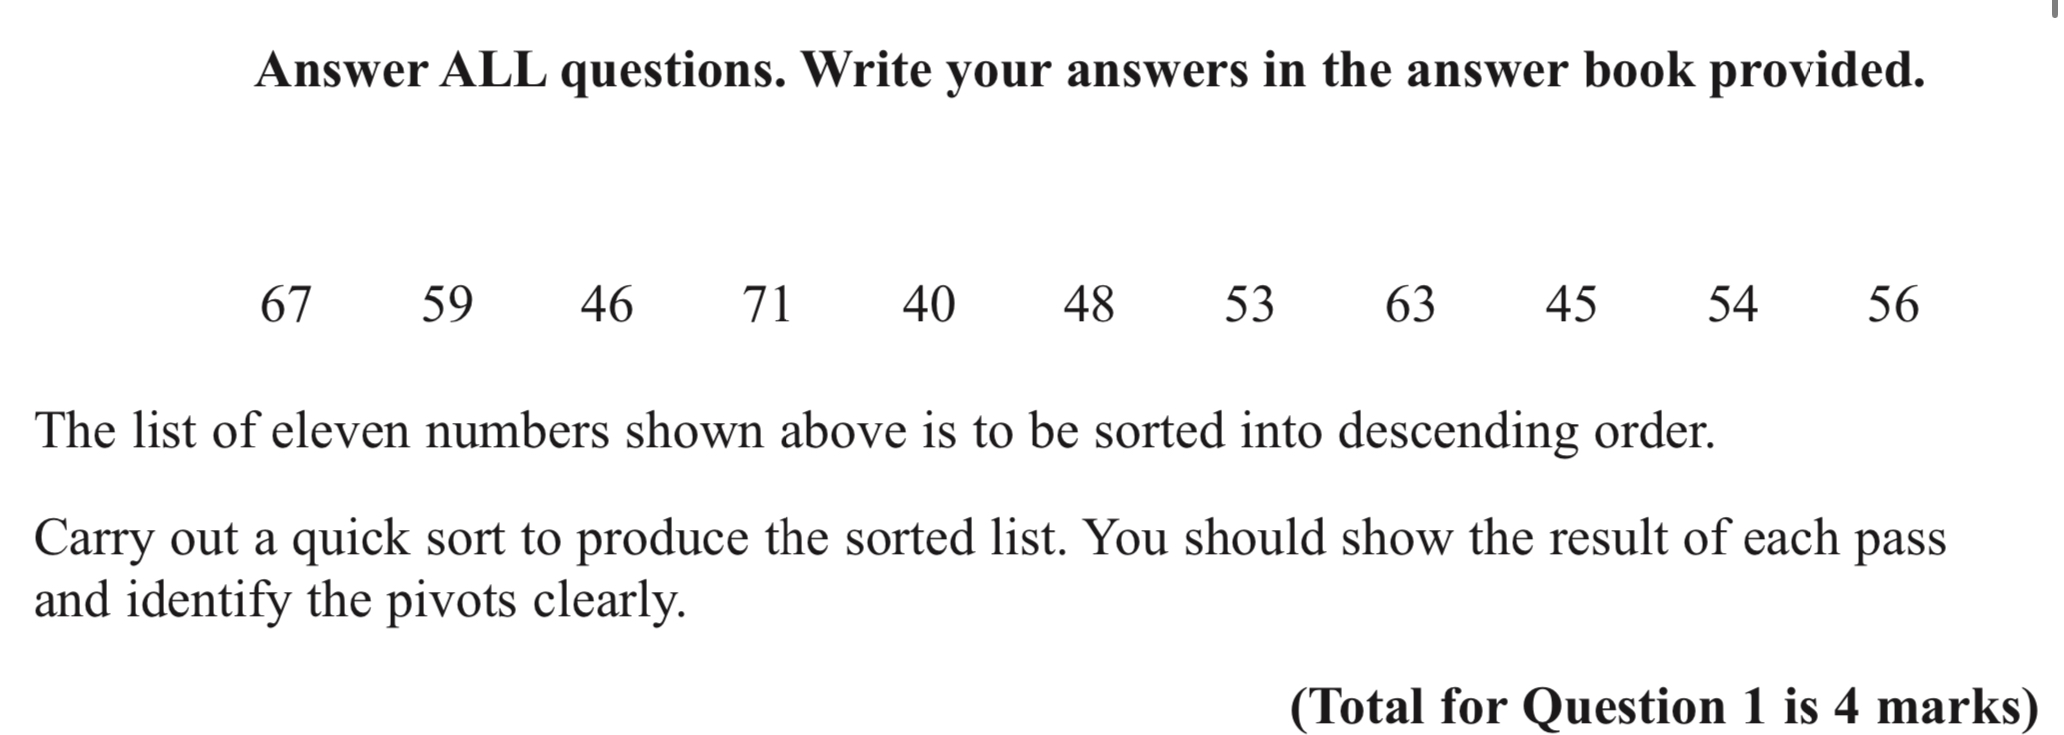 Answer ALL questions. Write your answers in the answer book provided.
67 59 46 71 40 48 53 63 45 54 56
The list of eleven numbers shown above is to be sorted into descending order.
Carry out a quick sort to produce the sorted list. You should show the result of each pass
and identify the pivots clearly.
(Total for Question 1 is 4 marks)